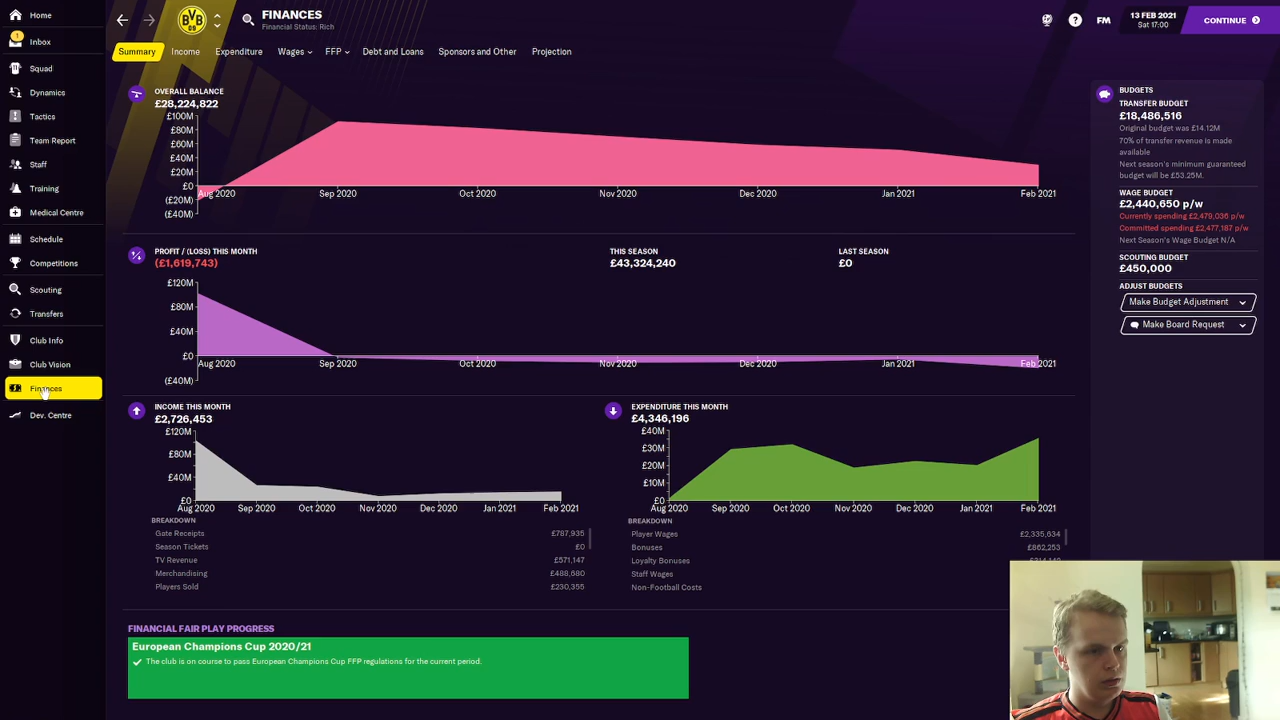 Home
1
Inbox
Squad
Dynamics
Tactics
Team Report
Staff
Training
Medical Centre
Schedule
Competitions
Scouting
Transfers
Club Info
Club Vision
Finances
Dev. Centre
BVB
09
FINANCES
Financial Status: Rich
?
FM
13 FEB 2021
Sat 17:00
CONTINUE
Summary
Income
Expenditure
Wages
FFP
Debt and Loans
Sponsors and Other
Projection
OVERALL BALANCE
£28,224,822
£100M
£80M
£60M
£40M
£20M
£0
(£20M)
(£40M)
Aug 2020 Sep 2020 Oct 2020 Nov 2020 Dec 2020 Jan 2021 Feb 2021
PROFIT / (LOSS) THIS MONTH
(£1,619,743)
THIS SEASON
£43,324,240
LAST SEASON
£0
£120M
£80M
£40M
£0
(£40M)
Aug 2020 Sep 2020 Oct 2020 Nov 2020 Dec 2020 Jan 2021 Feb 2021
INCOME THIS MONTH
£2,726,453
£120M
£80M
£40M
£0
Aug 2020 Sep 2020 Oct 2020 Nov 2020 Dec 2020 Jan 2021 Feb 2021
BREAKDOWN
Gate Receipts £787,935
Season Tickets £0
TV Revenue £571,147
Merchandising £488,680
Players Sold £230,355
EXPENDITURE THIS MONTH
£4,346,196
£40M
£30M
£20M
£10M
£0
Aug 2020 Sep 2020 Oct 2020 Nov 2020 Dec 2020 Jan 2021 Feb 2021
BREAKDOWN
Player Wages £2,335,634
Bonuses £862,253
Loyalty Bonuses
Staff Wages
Non-Football Costs
FINANCIAL FAIR PLAY PROGRESS
European Champions Cup 2020/21
The club is on course to pass European Champions Cup FFP regulations for the current period.
BUDGETS
TRANSFER BUDGET
£18,486,516
Original budget was £14.12M
70% of transfer revenue is made
available
Next season's minimum guaranteed
budget will be £53.25M.
WAGE BUDGET
£2,440,650 p/w
Currently spending £2,479,036 p/w
Committed spending £2,477,187 p/w
Next Season's Wage Budget N/A
SCOUTING BUDGET
£450,000
ADJUST BUDGETS
Make Budget Adjustment
Make Board Request